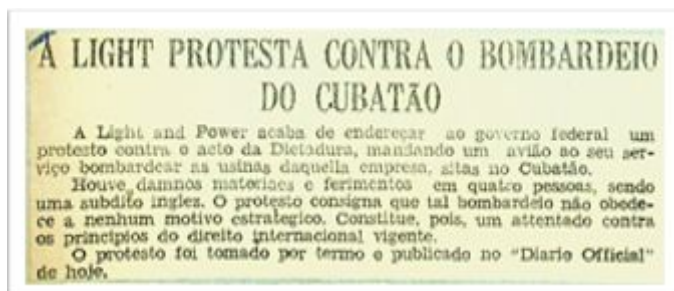 A LIGHT PROTESTA CONTRA O BOMBARDEIO
DO CUBATÃO
A Light and Power acaba de endereçar ao governo federal um
protesto contra o acto da Dictadura, mandando um avião ao seu ser-
viço bombardear as usinas daquella empresa, sitas no Cubatão.
Houve damnos materiaes e ferimentos em quatro pessoas, sendo
uma subdito inglez. O protesto consigna que tal bombardeio não obede-
ce a nenhum motivo estrategico. Constitue, pois, um attentado contra
os principios do direito internacional vigente.
O protesto foi tomado por termo e publicado no "Diario Official"
de hoje.